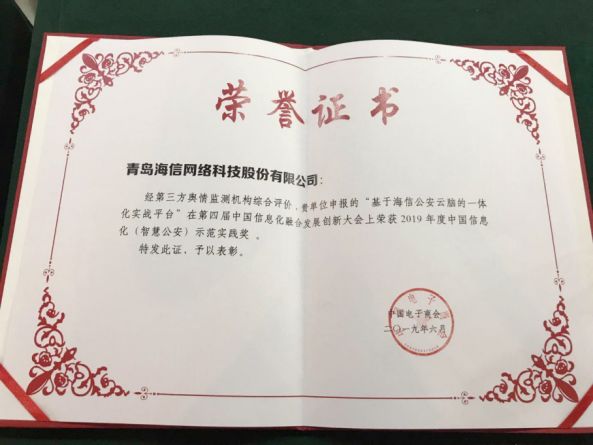 荣誉证书
青岛海信网络科技股份有限公司：
经第三方舆情监测机构综合评价，贵单位申报的“基于海信公安云脑的一体
化实战平台”在第四届中国信息化融合发展创新大会上荣获2019年度中国信息
化（智慧公安）示范实践奖。
特发此证，予以表彰。
中国电子商会
二〇一九年六月